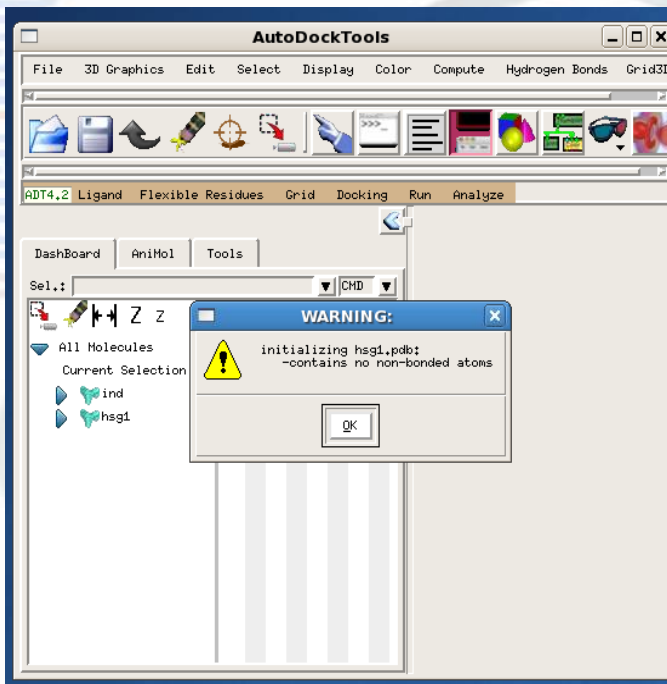 AutoDockTools
File 3D Graphics Edit Select Display Color Compute Hydrogen Bonds Grid3D
>>>_
ADT4.2 Ligand Flexible Residues Grid Docking Run Analyze
DashBoard AniMol Tools
Sel.: CMD
Z z
WARNING:
initializing hsg1.pdb:
-contains no non-bonded atoms
OK
All Molecules
Current Selection
ind
hsg1